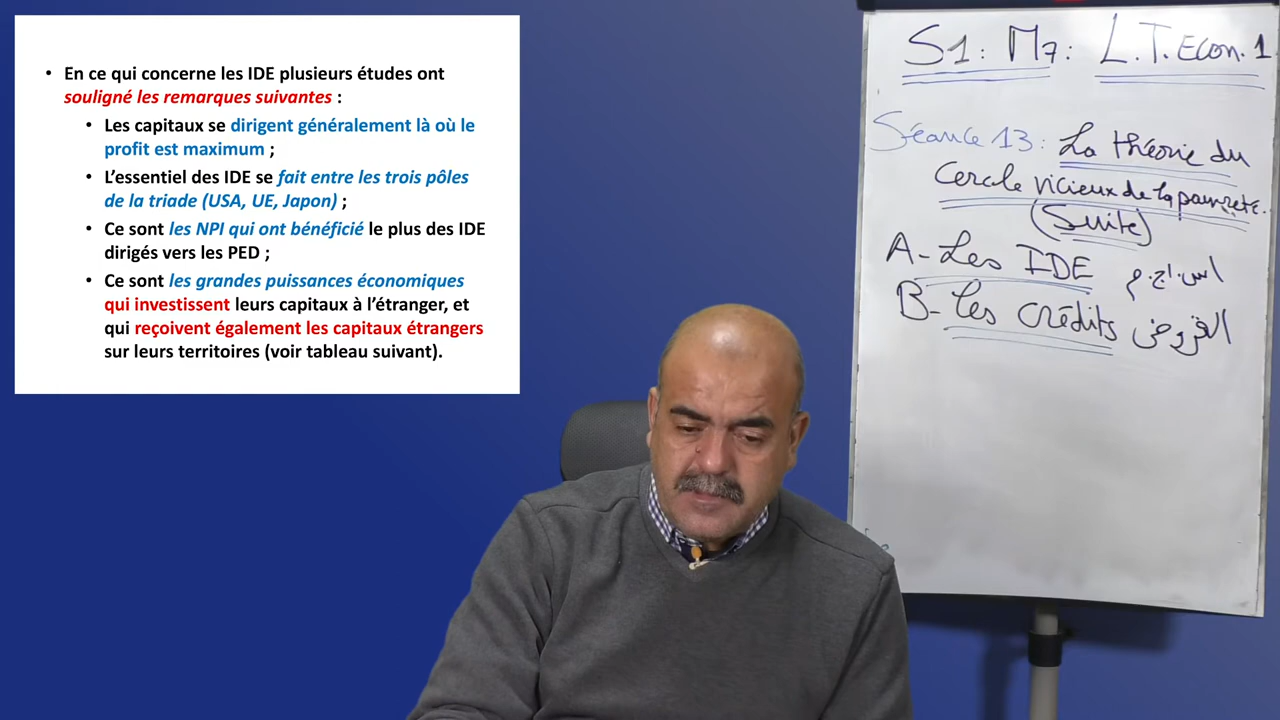 • En ce qui concerne les IDE plusieurs études ont
souligné les remarques suivantes :
• Les capitaux se dirigent généralement là où le
profit est maximum ;
• L’essentiel des IDE se fait entre les trois pôles
de la triade (USA, UE, Japon) ;
• Ce sont les NPI qui ont bénéficié le plus des IDE
dirigés vers les PED ;
• Ce sont les grandes puissances économiques
qui investissent leurs capitaux à l’étranger, et
qui reçoivent également les capitaux étrangers
sur leurs territoires (voir tableau suivant).
S1: M7: L.T.Econ.1
Séance 13: La théorie du
Cercle vicieux de la pauvreté.
(Suite)
A- Les IDE اس.اج.م
B- Les crédits القروض